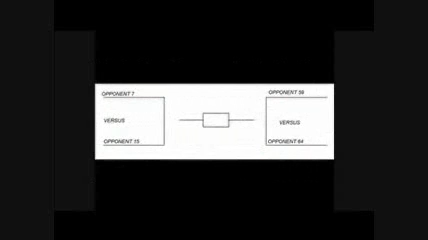 OPPONENT 7
VERSUS
OPPONENT 15
OPPONENT 56
VERSUS
OPPONENT 64